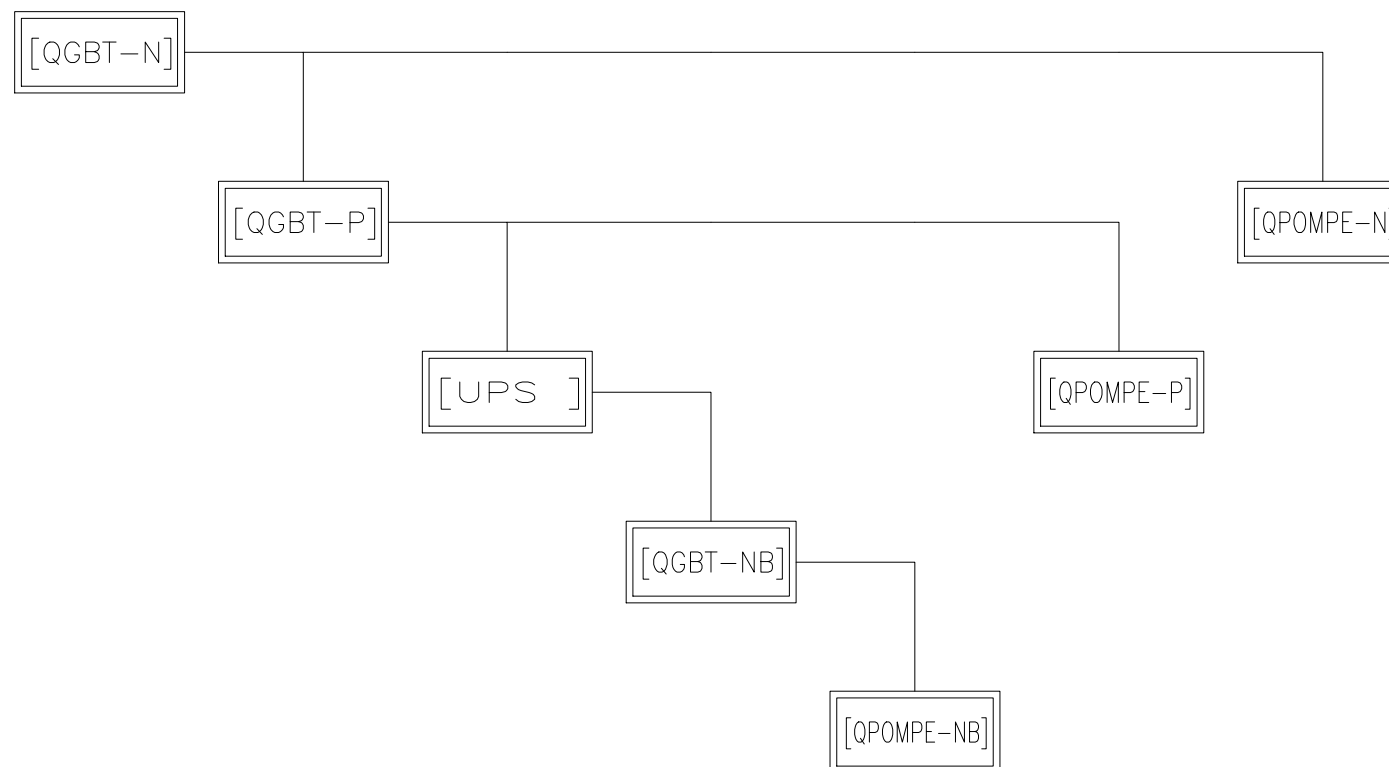 [QGBT-N]
[QGBT-P]
[QPOMPE-N]
[UPS ]
[QPOMPE-P]
[QGBT-NB]
[QPOMPE-NB]